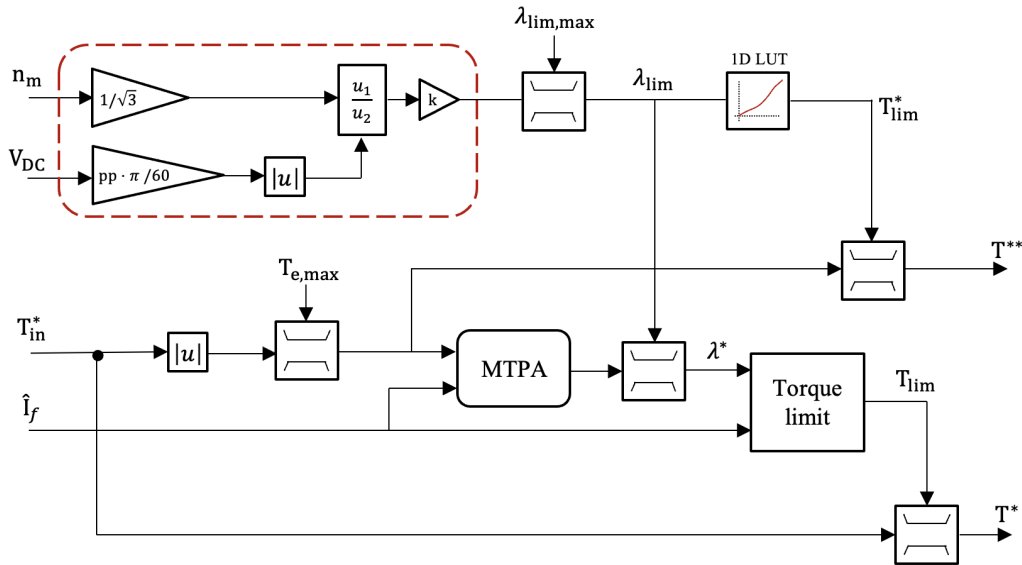 λlim,max
nm
1/√3
u1
u2
k
λlim
1D LUT
T*lim
VDC
pp · π /60
|u|
T**
Te,max
T*in
|u|
MTPA
λ*
Torque
limit
Tlim
Îf
T*